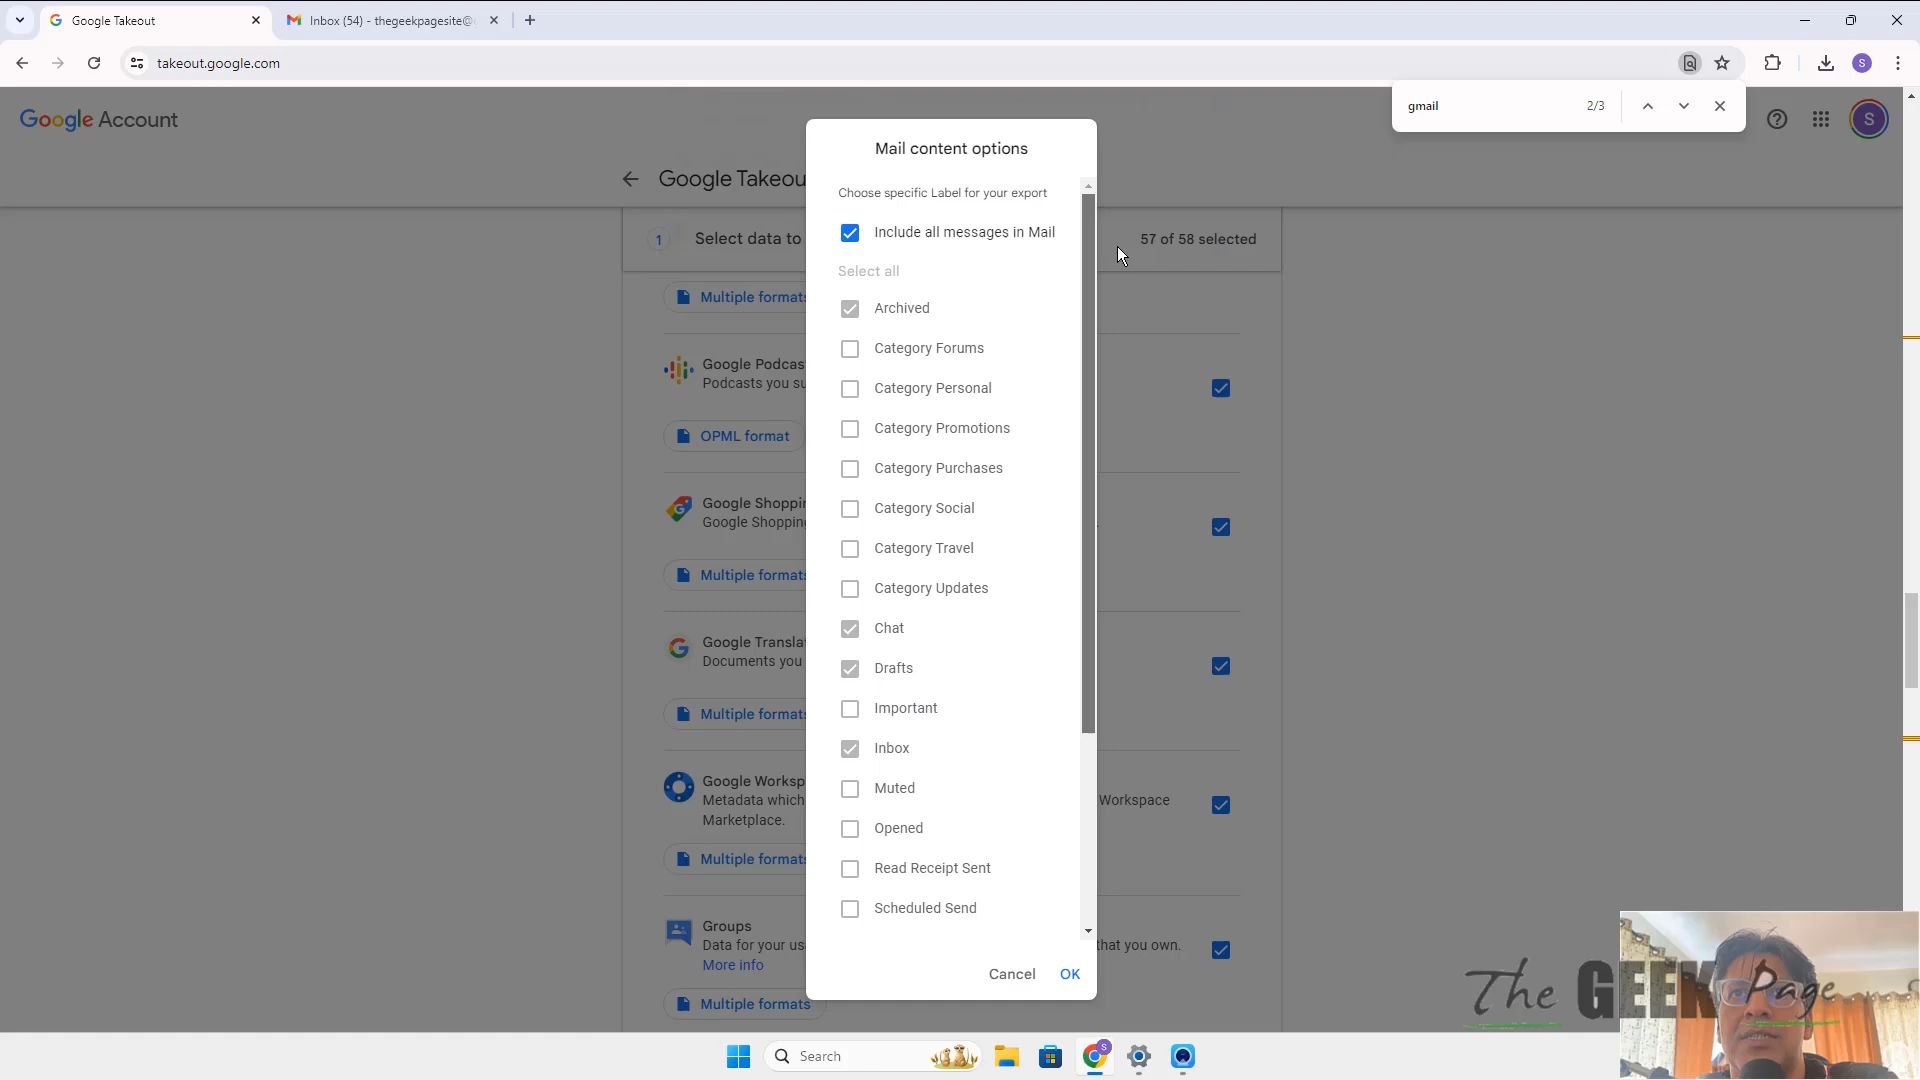 Google Takeout
Inbox (54) - thegeekpagesite@
takeout.google.com
S
gmail
2/3
Google Account
S
Google Takeou
1
Select data to
57 of 58 selected
Multiple formats
Google Podcas
Podcasts you su
OPML format
Google Shoppin
Google Shopping
Multiple formats
Google Translat
Documents you
Multiple formats
Google Worksp
Metadata which
Workspace
Marketplace.
Multiple formats
Groups
Data for your us
that you own.
More info
Multiple formats
Mail content options
Choose specific Label for your export
Include all messages in Mail
Select all
Archived
Category Forums
Category Personal
Category Promotions
Category Purchases
Category Social
Category Travel
Category Updates
Chat
Drafts
Important
Inbox
Muted
Opened
Read Receipt Sent
Scheduled Send
Cancel
OK
The GEEK Page
Search
S